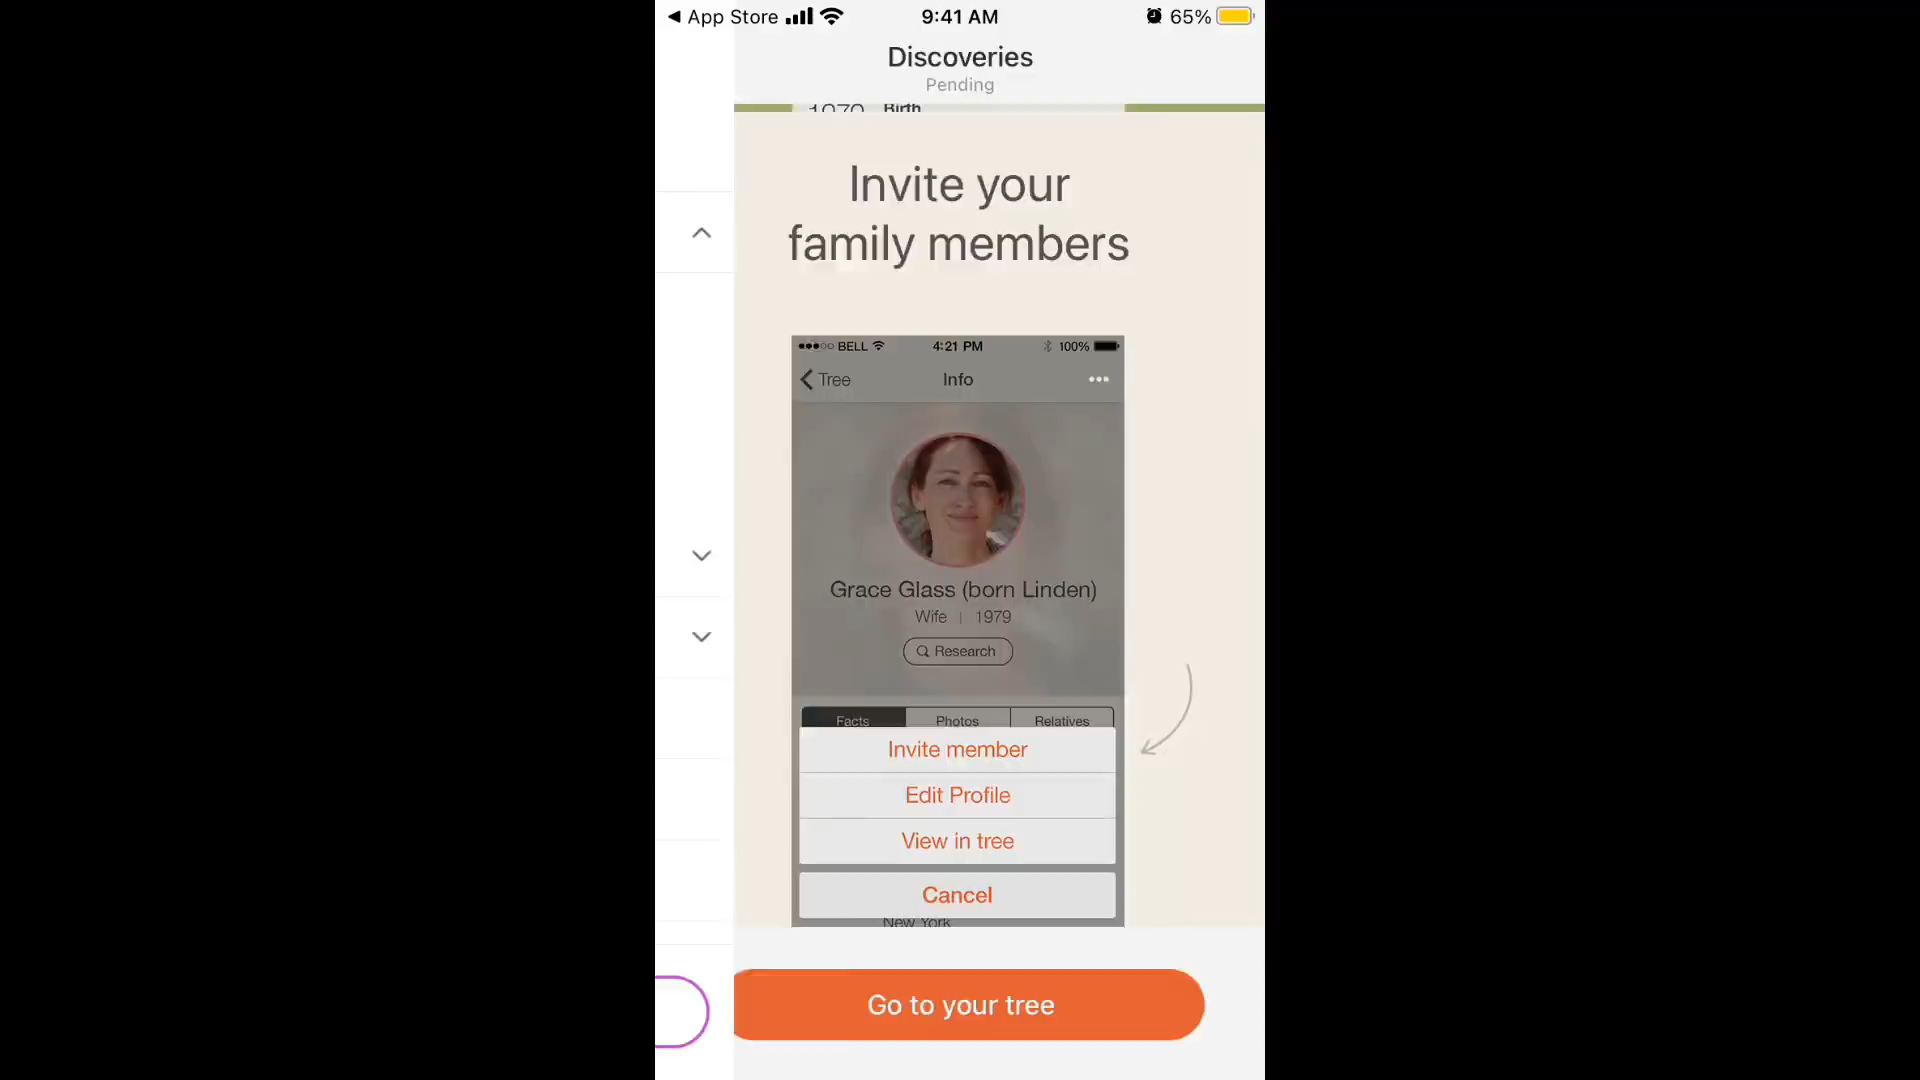 App Store 9:41 AM 65%
Discoveries
Pending
1979 Birth
Invite your
family members
BELL 4:21 PM 100%
Tree Info
Grace Glass (born Linden)
Wife | 1979
Research
Facts Photos Relatives
Invite member
Edit Profile
View in tree
Cancel
New York
Go to your tree